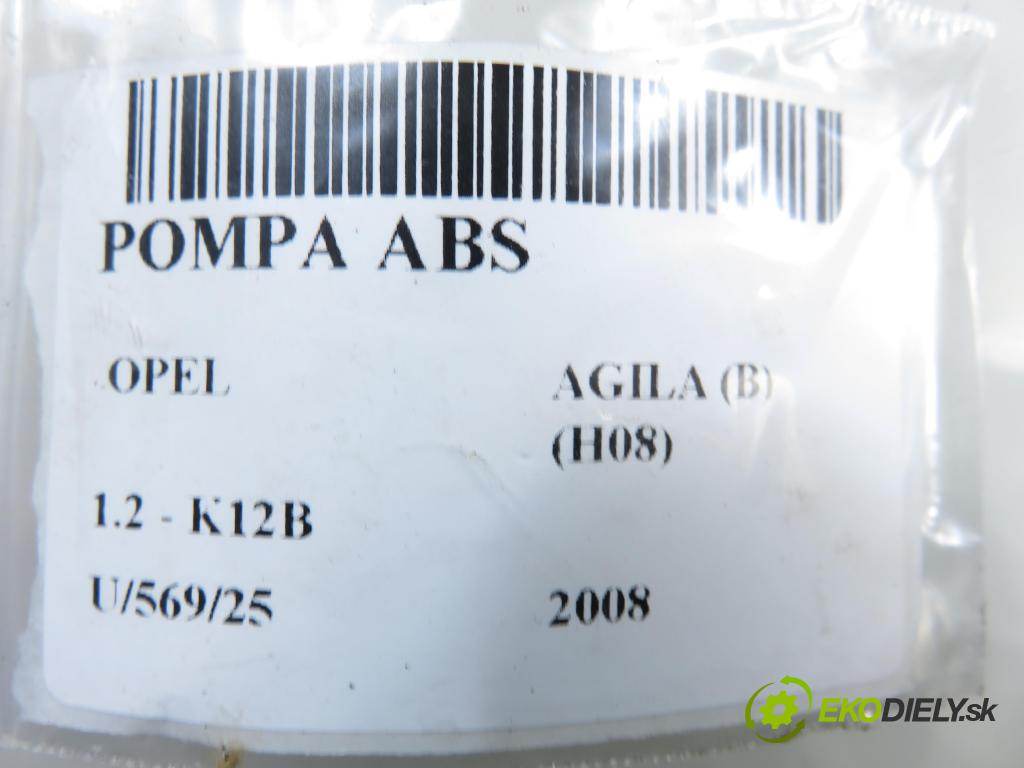 POMPA ABS
OPEL AGILA (B)
(H08)
1.2 - K12B
U/569/25 2008
EKODIELY.sk